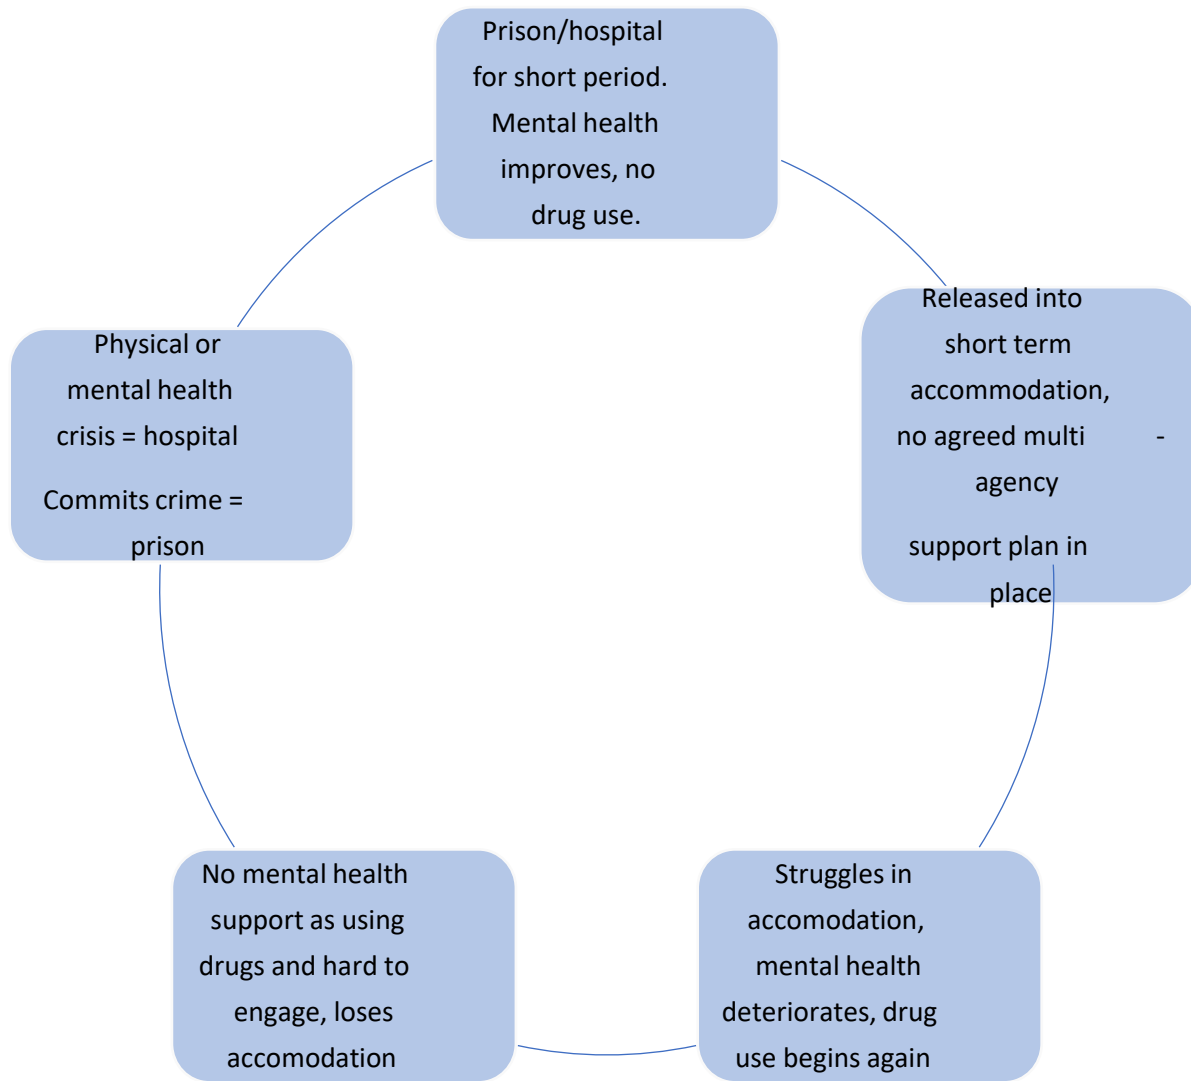 Prison/hospital
for short period.
Mental health
improves, no
drug use.
Released into
short term
accommodation,
no agreed multi -
agency
support plan in
place
Struggles in
accomodation,
mental health
deteriorates, drug
use begins again
No mental health
support as using
drugs and hard to
engage, loses
accomodation
Physical or
mental health
crisis = hospital
Commits crime =
prison